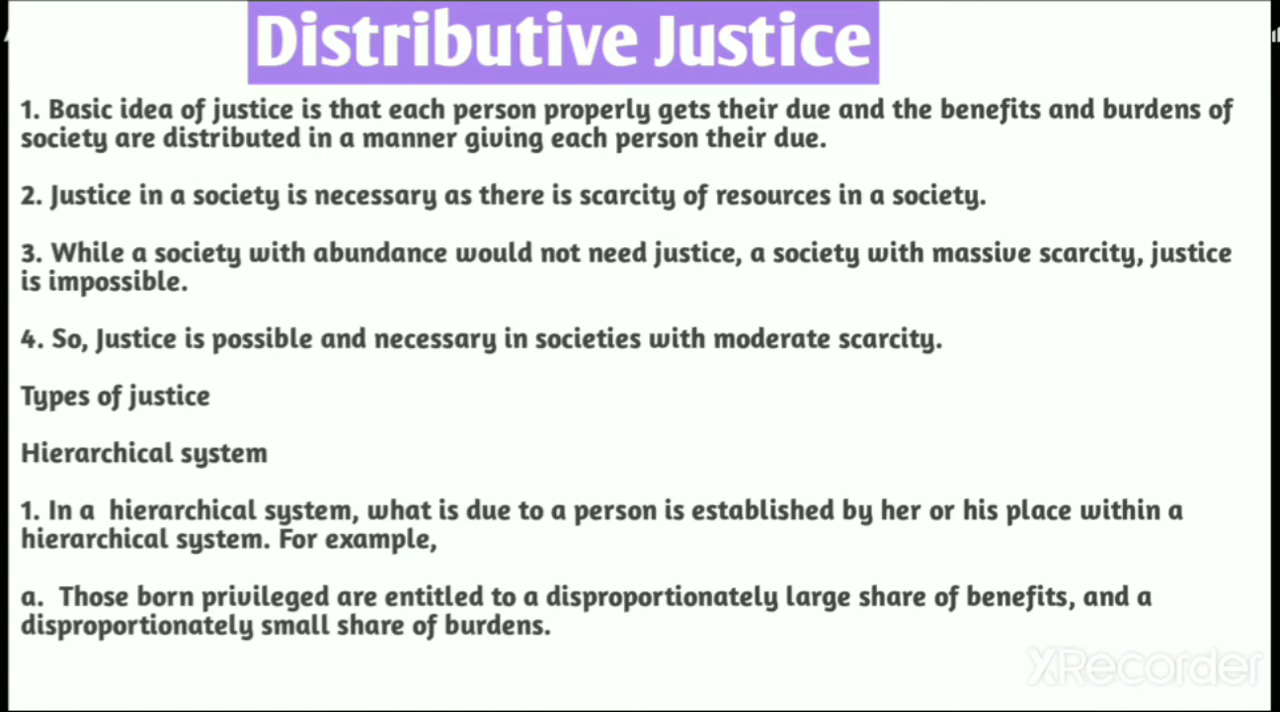 Distributive Justice
1. Basic idea of justice is that each person properly gets their due and the benefits and burdens of
society are distributed in a manner giving each person their due.
2. Justice in a society is necessary as there is scarcity of resources in a society.
3. While a society with abundance would not need justice, a society with massive scarcity, justice
is impossible.
4. So, Justice is possible and necessary in societies with moderate scarcity.
Types of justice
Hierarchical system
1. In a hierarchical system, what is due to a person is established by her or his place within a
hierarchical system. For example,
a. Those born privileged are entitled to a disproportionately large share of benefits, and a
disproportionately small share of burdens.
XRecorder